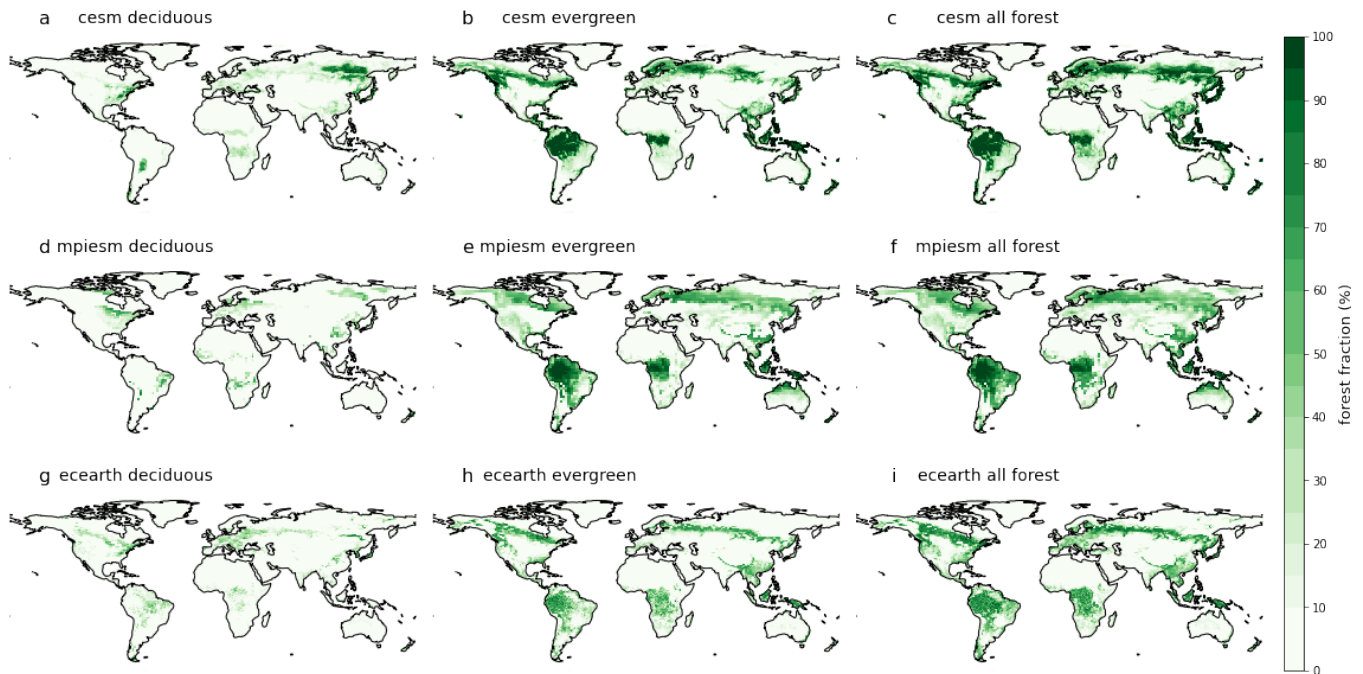 a cesm deciduous
b cesm evergreen
c cesm all forest
d mpiesm deciduous
e mpiesm evergreen
f mpiesm all forest
g ecearth deciduous
h ecearth evergreen
i ecearth all forest
100
90
80
70
60
50
40
30
20
10
0
forest fraction (%)